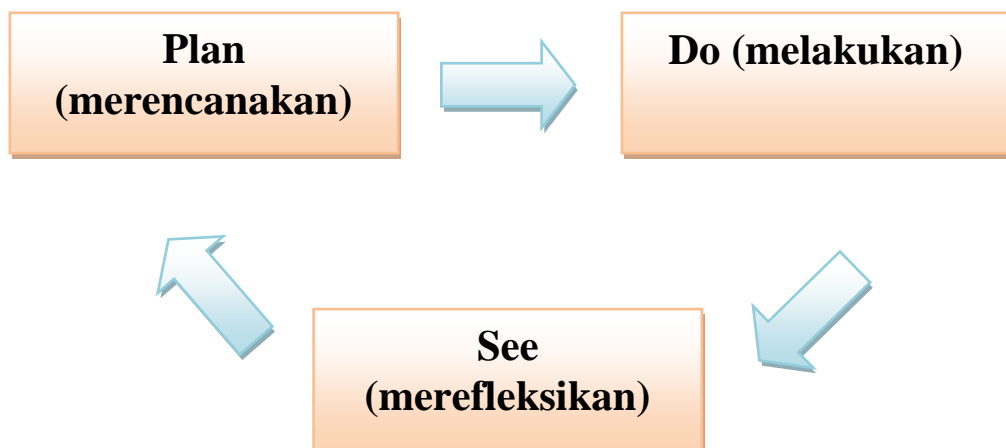 Plan
(merencanakan)
Do (melakukan)
See
(merefleksikan)